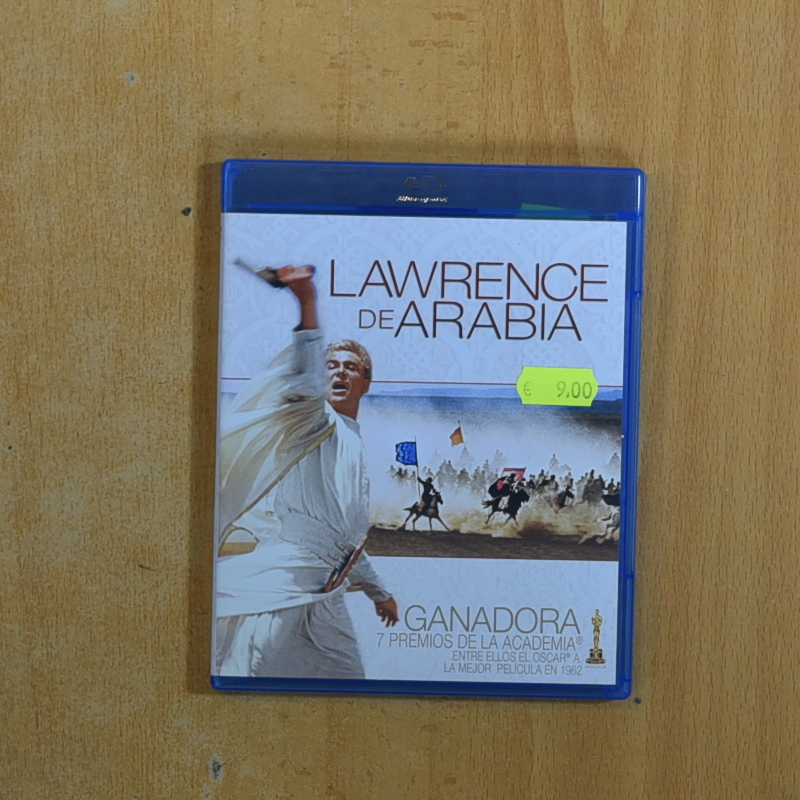 LAWRENCE
DE ARABIA
€ 9.00
GANADORA
7 PREMIOS DE LA ACADEMIA®
ENTRE ELLOS EL OSCAR® A
LA MEJOR PELÍCULA EN 1962